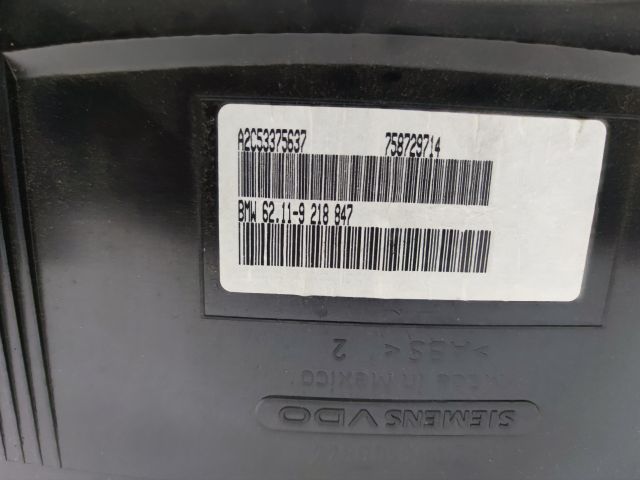 A2C53375637 758729714
BMW 62.11-9 218 847
>ABS<
2
Made in Mexico
SIEMENS VDO